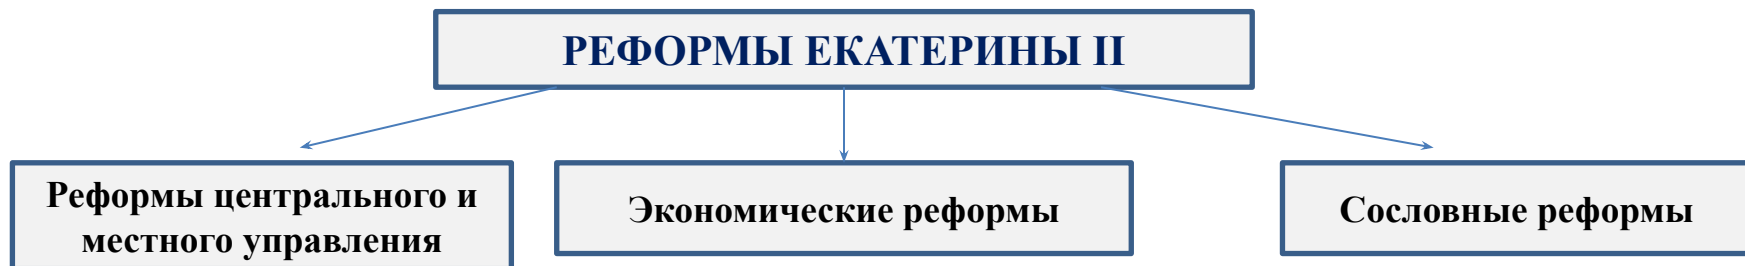 РЕФОРМЫ ЕКАТЕРИНЫ II
Реформы центрального и
местного управления
Экономические реформы
Сословные реформы